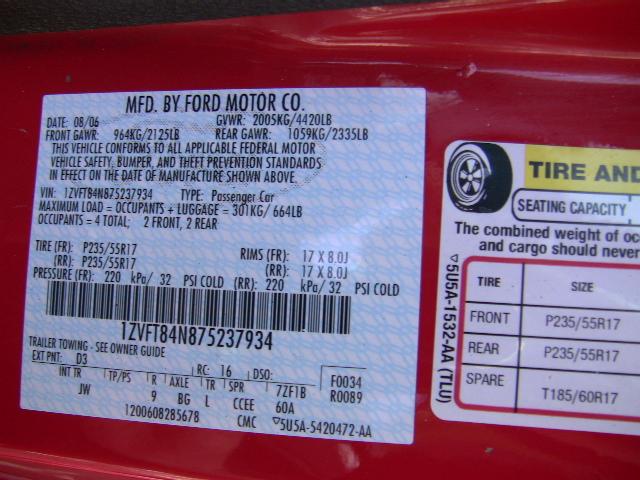 MFD. BY FORD MOTOR CO.
DATE: 08/06 GVWR: 2005KG/4420LB
FRONT GAWR: 964KG/2125LB REAR GAWR: 1059KG/2335LB
THIS VEHICLE CONFORMS TO ALL APPLICABLE FEDERAL MOTOR
VEHICLE SAFETY, BUMPER, AND THEFT PREVENTION STANDARDS
IN EFFECT ON THE DATE OF MANUFACTURE SHOWN ABOVE.
VIN: 1ZVFT84N875237934 TYPE: Passenger Car
MAXIMUM LOAD = OCCUPANTS + LUGGAGE = 301KG/ 664LB
OCCUPANTS = 4 TOTAL; 2 FRONT, 2 REAR
TIRE (FR): P235/55R17 RIMS (FR): 17 X 8.0J
(RR): P235/55R17 (RR): 17 X 8.0J
PRESSURE (FR): 220 kPa/ 32 PSI COLD (RR): 220 kPa/ 32 PSI COLD
1ZVFT84N875237934
TRAILER TOWING - SEE OWNER GUIDE
EXT PNT: D3 RC: 16 DSO: F0034
INT TR TP/PS R AXLE TR SPR 7ZF1B R0089
JW 9 BG L CCEE 60A
1200608285678 CMC ▽5U5A-5420472-AA
TIRE AND
SEATING CAPACITY
The combined weight of occ
and cargo should never
▽5U5A-1532-AA (TLU)
TIRE SIZE
FRONT P235/55R17
REAR P235/55R17
SPARE T185/60R17